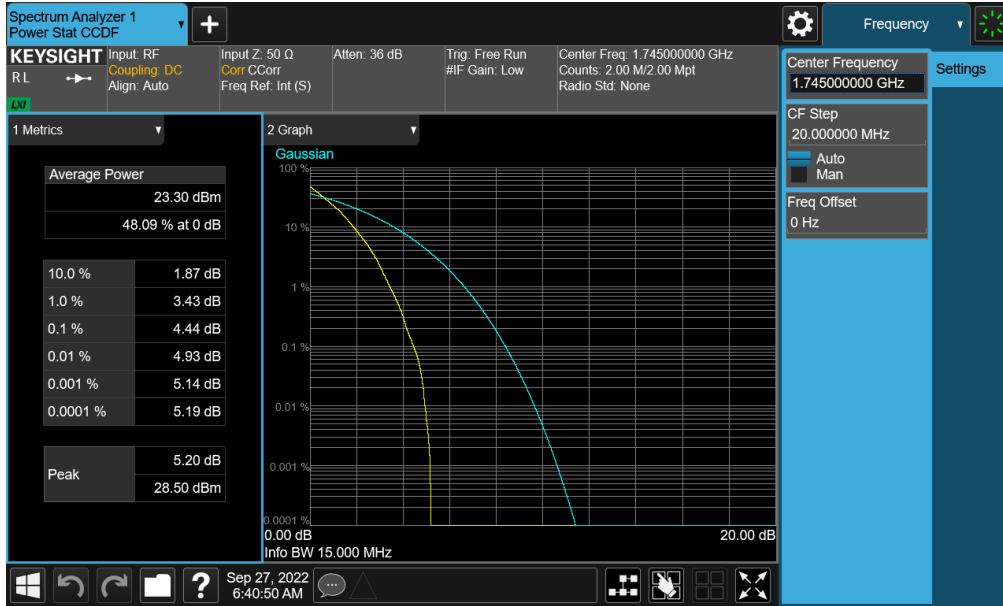 Spectrum Analyzer 1
Power Stat CCDF
Frequency
KEYSIGHT
R L
LXI
Input: RF
Coupling: DC
Align: Auto
Input Z: 50 Ω
Corr CCorr
Freq Ref: Int (S)
Atten: 36 dB
Trig: Free Run
#IF Gain: Low
Center Freq: 1.745000000 GHz
Counts: 2.00 M/2.00 Mpt
Radio Std: None
Center Frequency
1.745000000 GHz
Settings
CF Step
20.000000 MHz
Auto
Man
Freq Offset
0 Hz
1 Metrics
Average Power
23.30 dBm
48.09 % at 0 dB
10.0 % 1.87 dB
1.0 % 3.43 dB
0.1 % 4.44 dB
0.01 % 4.93 dB
0.001 % 5.14 dB
0.0001 % 5.19 dB
Peak
5.20 dB
28.50 dBm
2 Graph
Gaussian
100 %
10 %
1 %
0.1 %
0.01 %
0.001 %
0.0001 %
0.00 dB 20.00 dB
Info BW 15.000 MHz
?
Sep 27, 2022
6:40:50 AM